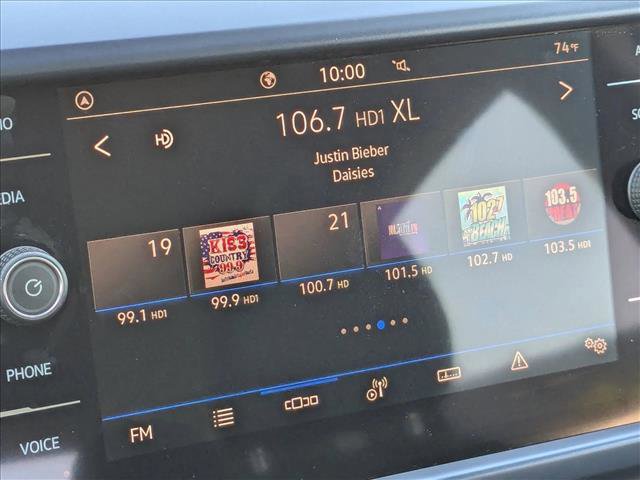 10:00
74°F
106.7 HD1 XL
HD
Justin Bieber
Daisies
19
KISS
COUNTRY
99.9
21
102.7
BEACH
103.5
BEAT
99.1 HD1
99.9 HD1
100.7 HD
101.5 HD
102.7 HD
103.5 HD1
FM
PHONE
VOICE